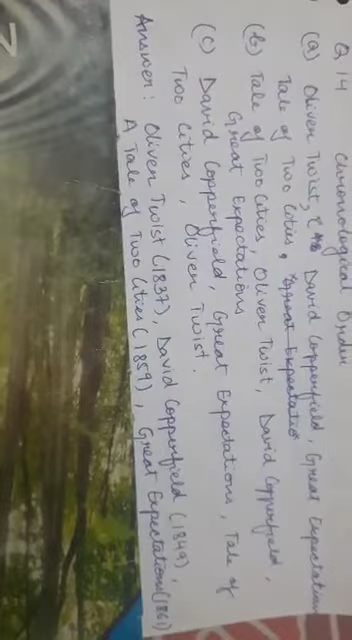 Q 14 Chronological Order
(a) Oliver Twist, David Copperfield, Great Expectation
Tale of Two Cities, Great Expectatio
(b) Tale of Two Cities, Oliver Twist, David Copperfield,
Great Expectations
(c) David Copperfield, Great Expectations, Tale of
Two Cities, Oliver Twist.
Answer: Oliver Twist (1837), David Copperfield (1849),
A Tale of Two Cities (1859), Great Expectations (1861)